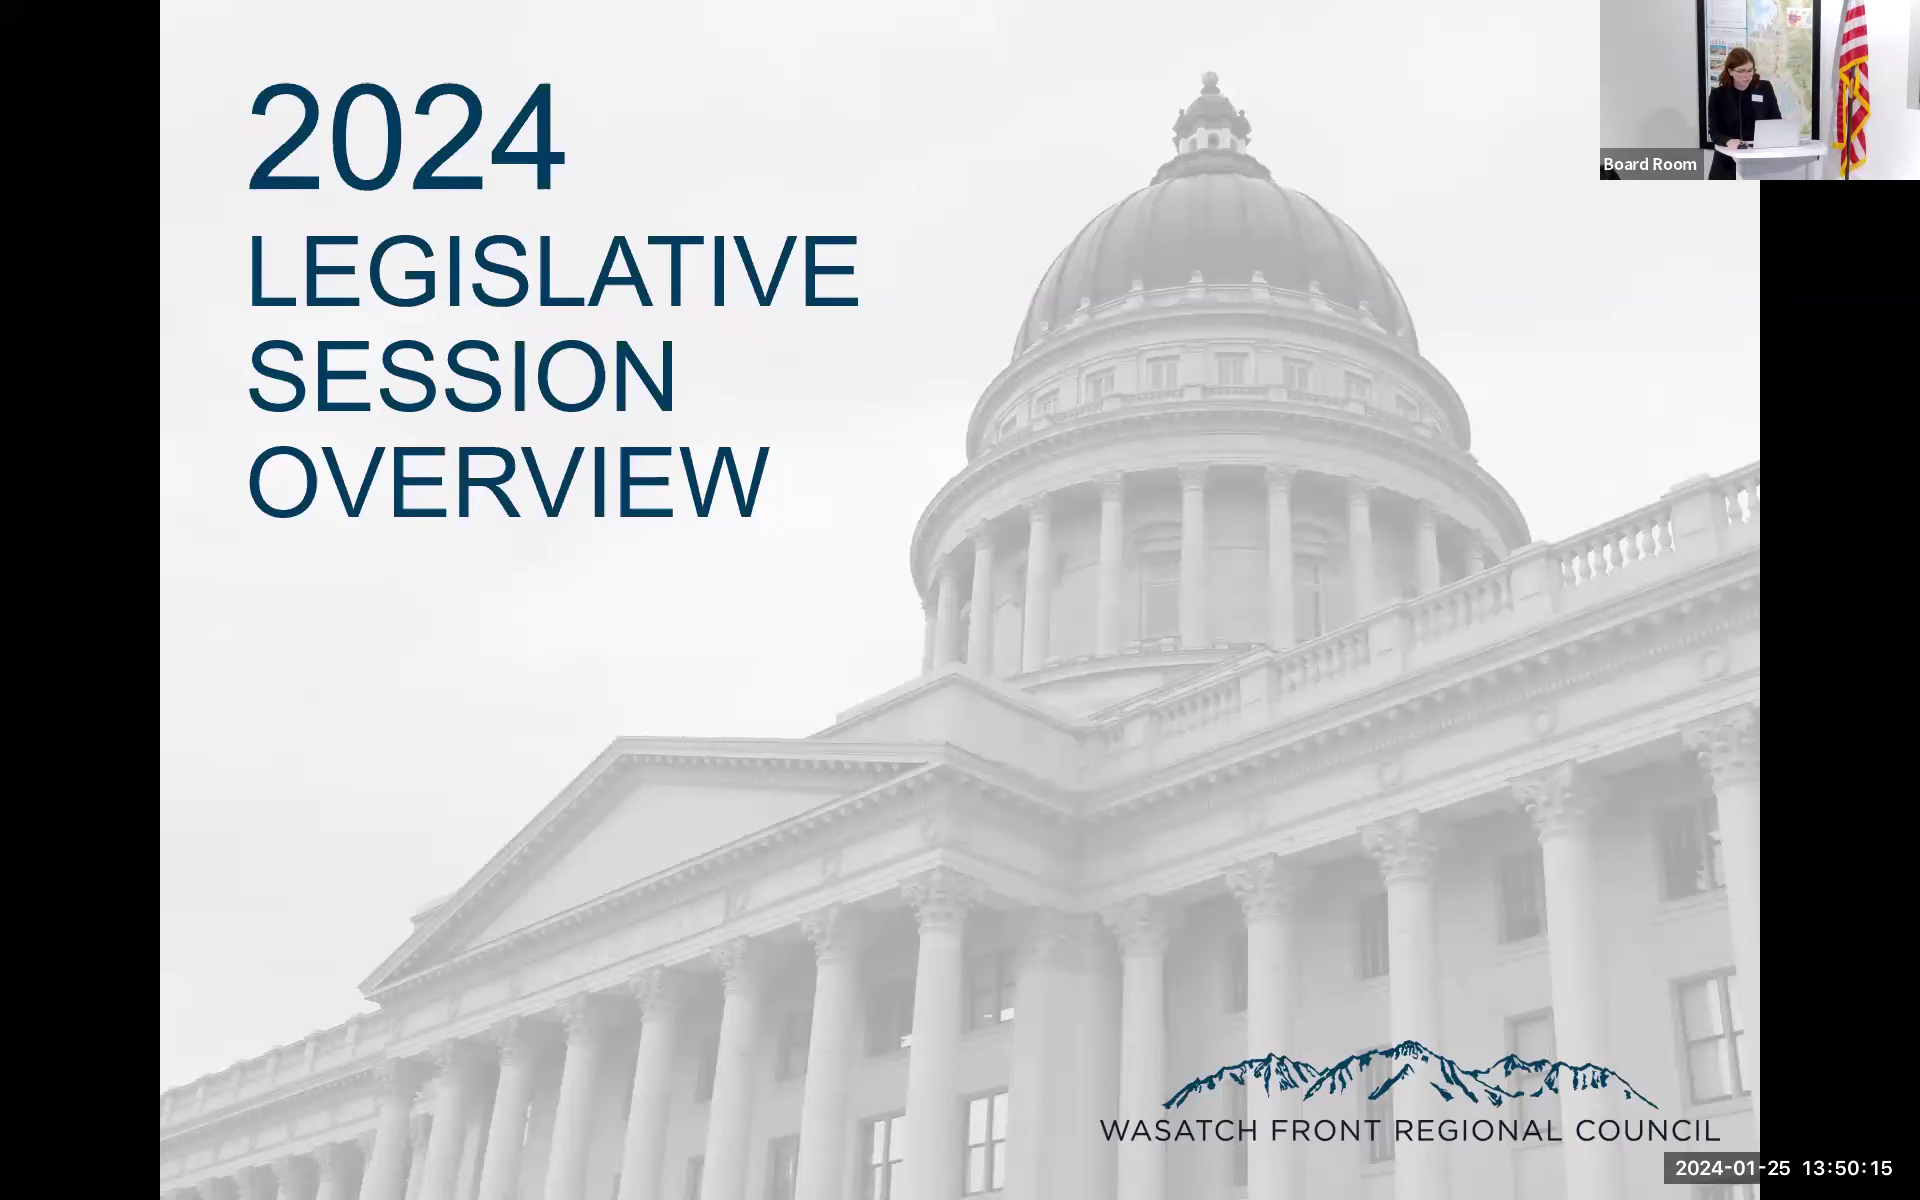 2024
LEGISLATIVE
SESSION
OVERVIEW
Board Room
WASATCH FRONT REGIONAL COUNCIL
2024-01-25 13:50:15